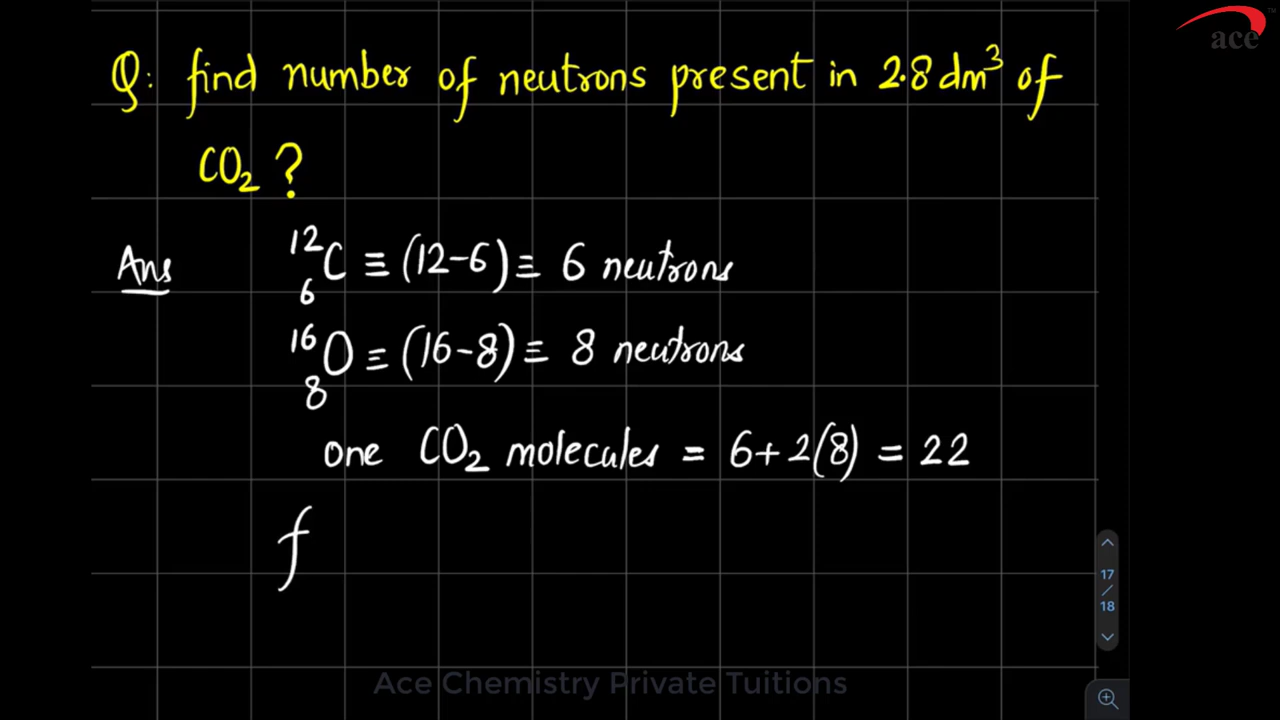 ace™
Q: find number of neutrons present in 2.8 dm³ of
CO₂ ?
Ans ¹²₆C ≡ (12-6) ≡ 6 neutrons
¹⁶₈O ≡ (16-8) ≡ 8 neutrons
one CO₂ molecules = 6+2(8) = 22
f
17
/
18
Ace Chemistry Private Tuitions